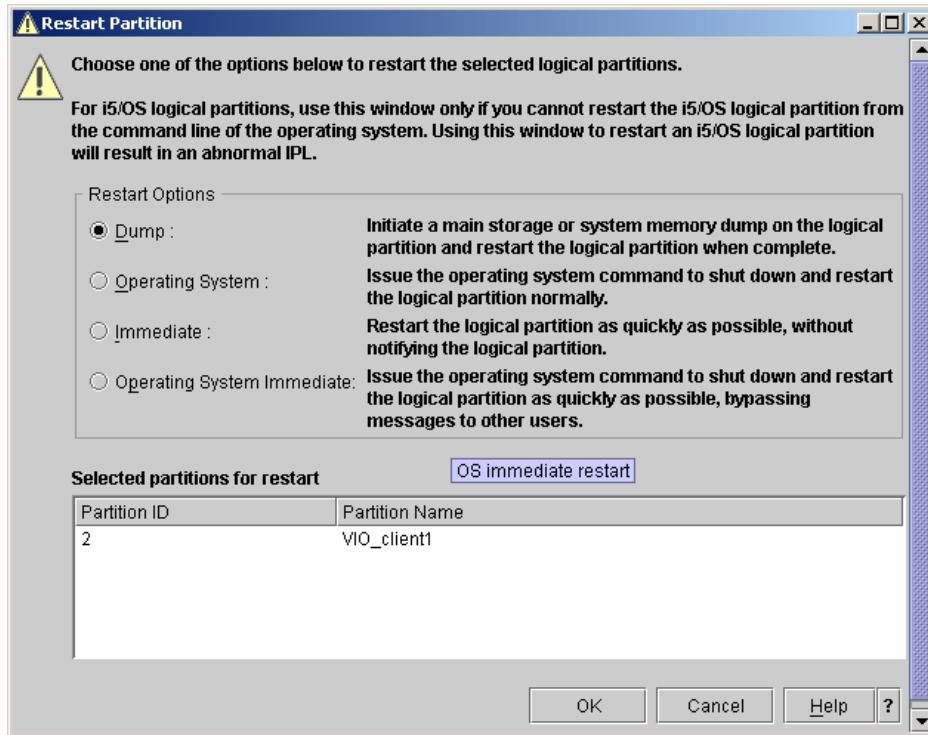 Restart Partition
Choose one of the options below to restart the selected logical partitions.
For i5/OS logical partitions, use this window only if you cannot restart the i5/OS logical partition from
the command line of the operating system. Using this window to restart an i5/OS logical partition
will result in an abnormal IPL.
Restart Options
Dump : Initiate a main storage or system memory dump on the logical
partition and restart the logical partition when complete.
Operating System : Issue the operating system command to shut down and restart
the logical partition normally.
Immediate : Restart the logical partition as quickly as possible, without
notifying the logical partition.
Operating System Immediate: Issue the operating system command to shut down and restart
the logical partition as quickly as possible, bypassing
messages to other users.
Selected partitions for restart OS immediate restart
Partition ID Partition Name
2 VIO_client1
OK Cancel Help ?